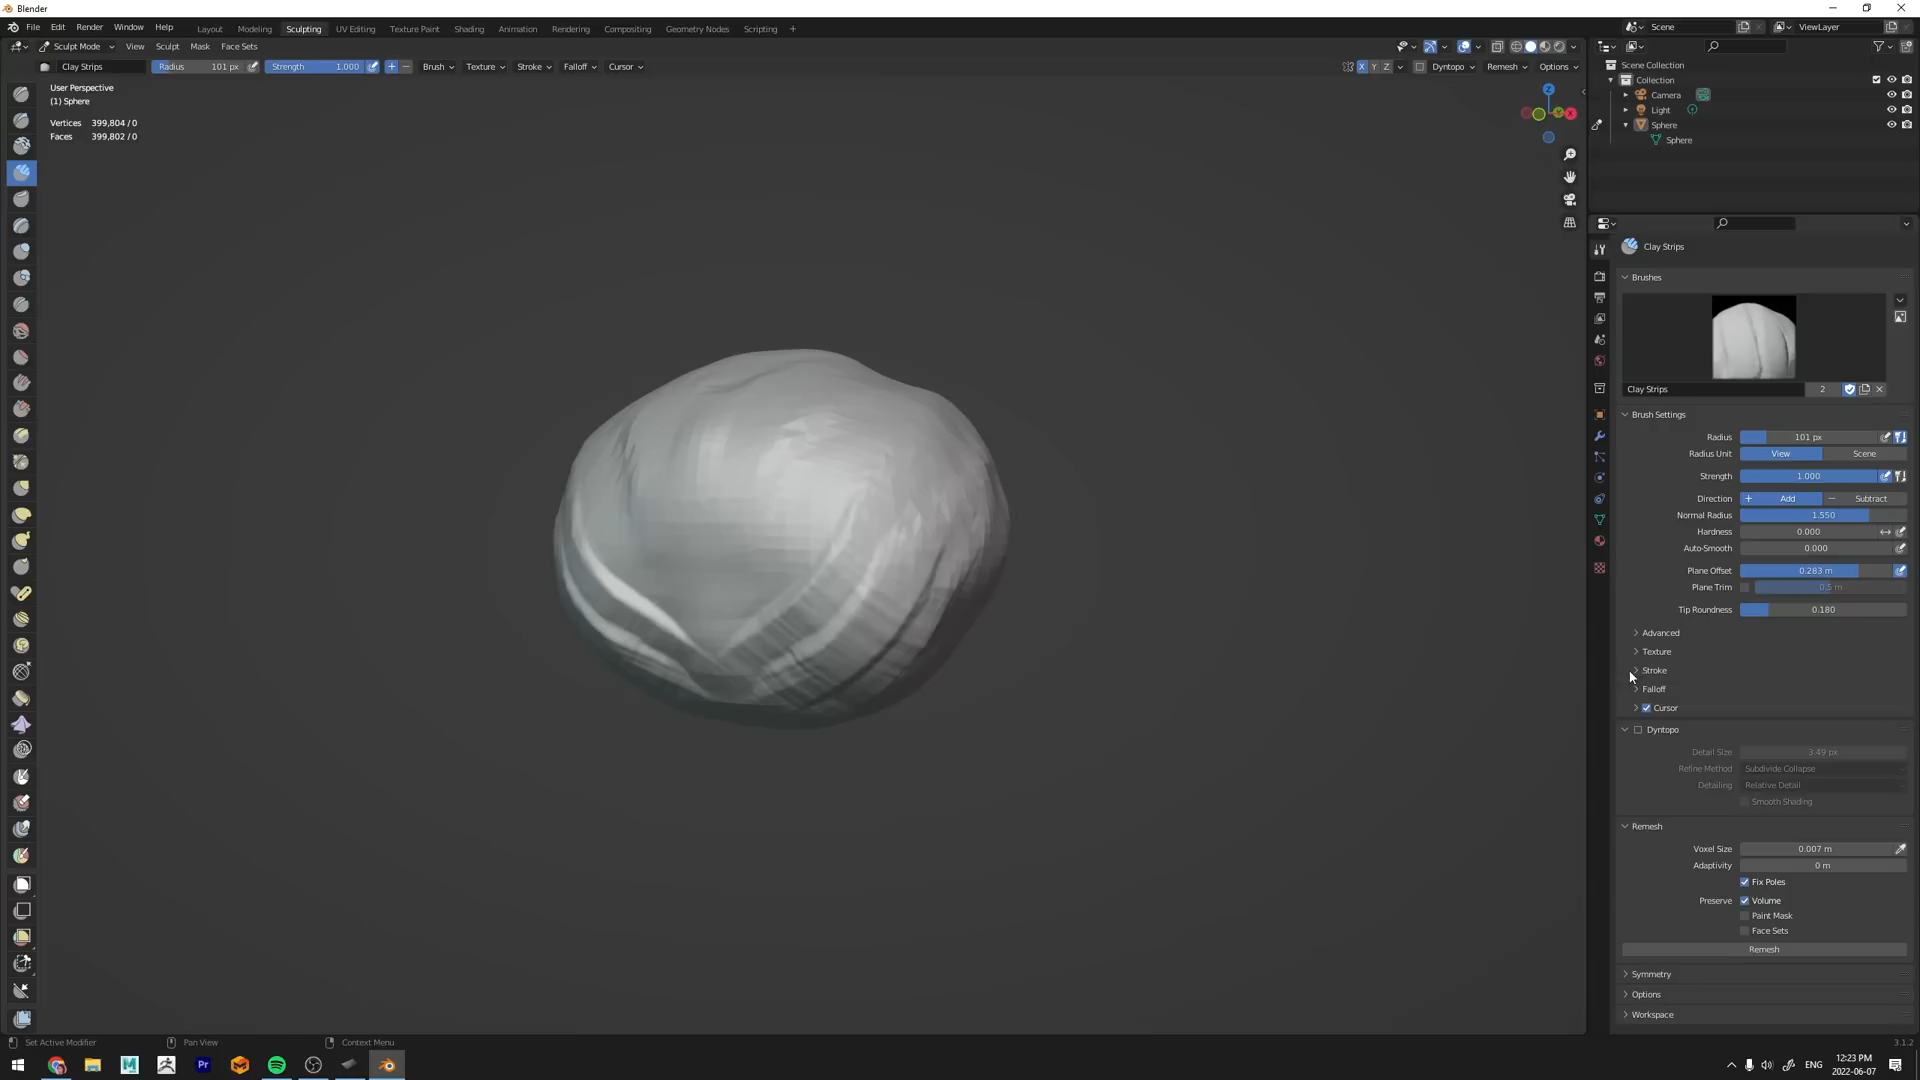 Blender
File Edit Render Window Help
Layout Modeling Sculpting UV Editing Texture Paint Shading Animation Rendering Compositing Geometry Nodes Scripting +
Scene
ViewLayer
Sculpt Mode View Sculpt Mask Face Sets
Clay Strips Radius 101 px Strength 1.000 + − Brush Texture Stroke Falloff Cursor
X Y Z Dyntopo Remesh Options
User Perspective
(1) Sphere
Vertices 399,804 / 0
Faces 399,802 / 0
Z
Y
X
Scene Collection
Collection
Camera
Light
Sphere
Sphere
Clay Strips
Brushes
Clay Strips 2
Brush Settings
Radius 101 px
Radius Unit View Scene
Strength 1.000
Direction + Add − Subtract
Normal Radius 1.550
Hardness 0.000
Auto-Smooth 0.000
Plane Offset 0.283 m
Plane Trim 0.5 m
Tip Roundness 0.180
Advanced
Texture
Stroke
Falloff
Cursor
Dyntopo
Detail Size 3.49 px
Refine Method Subdivide Collapse
Detailing Relative Detail
Smooth Shading
Remesh
Voxel Size 0.007 m
Adaptivity 0 m
Fix Poles
Preserve Volume
Paint Mask
Face Sets
Remesh
Symmetry
Options
Workspace
Set Active Modifier Pan View Context Menu 3.1.2
M Pr
ENG
12:23 PM
2022-06-07